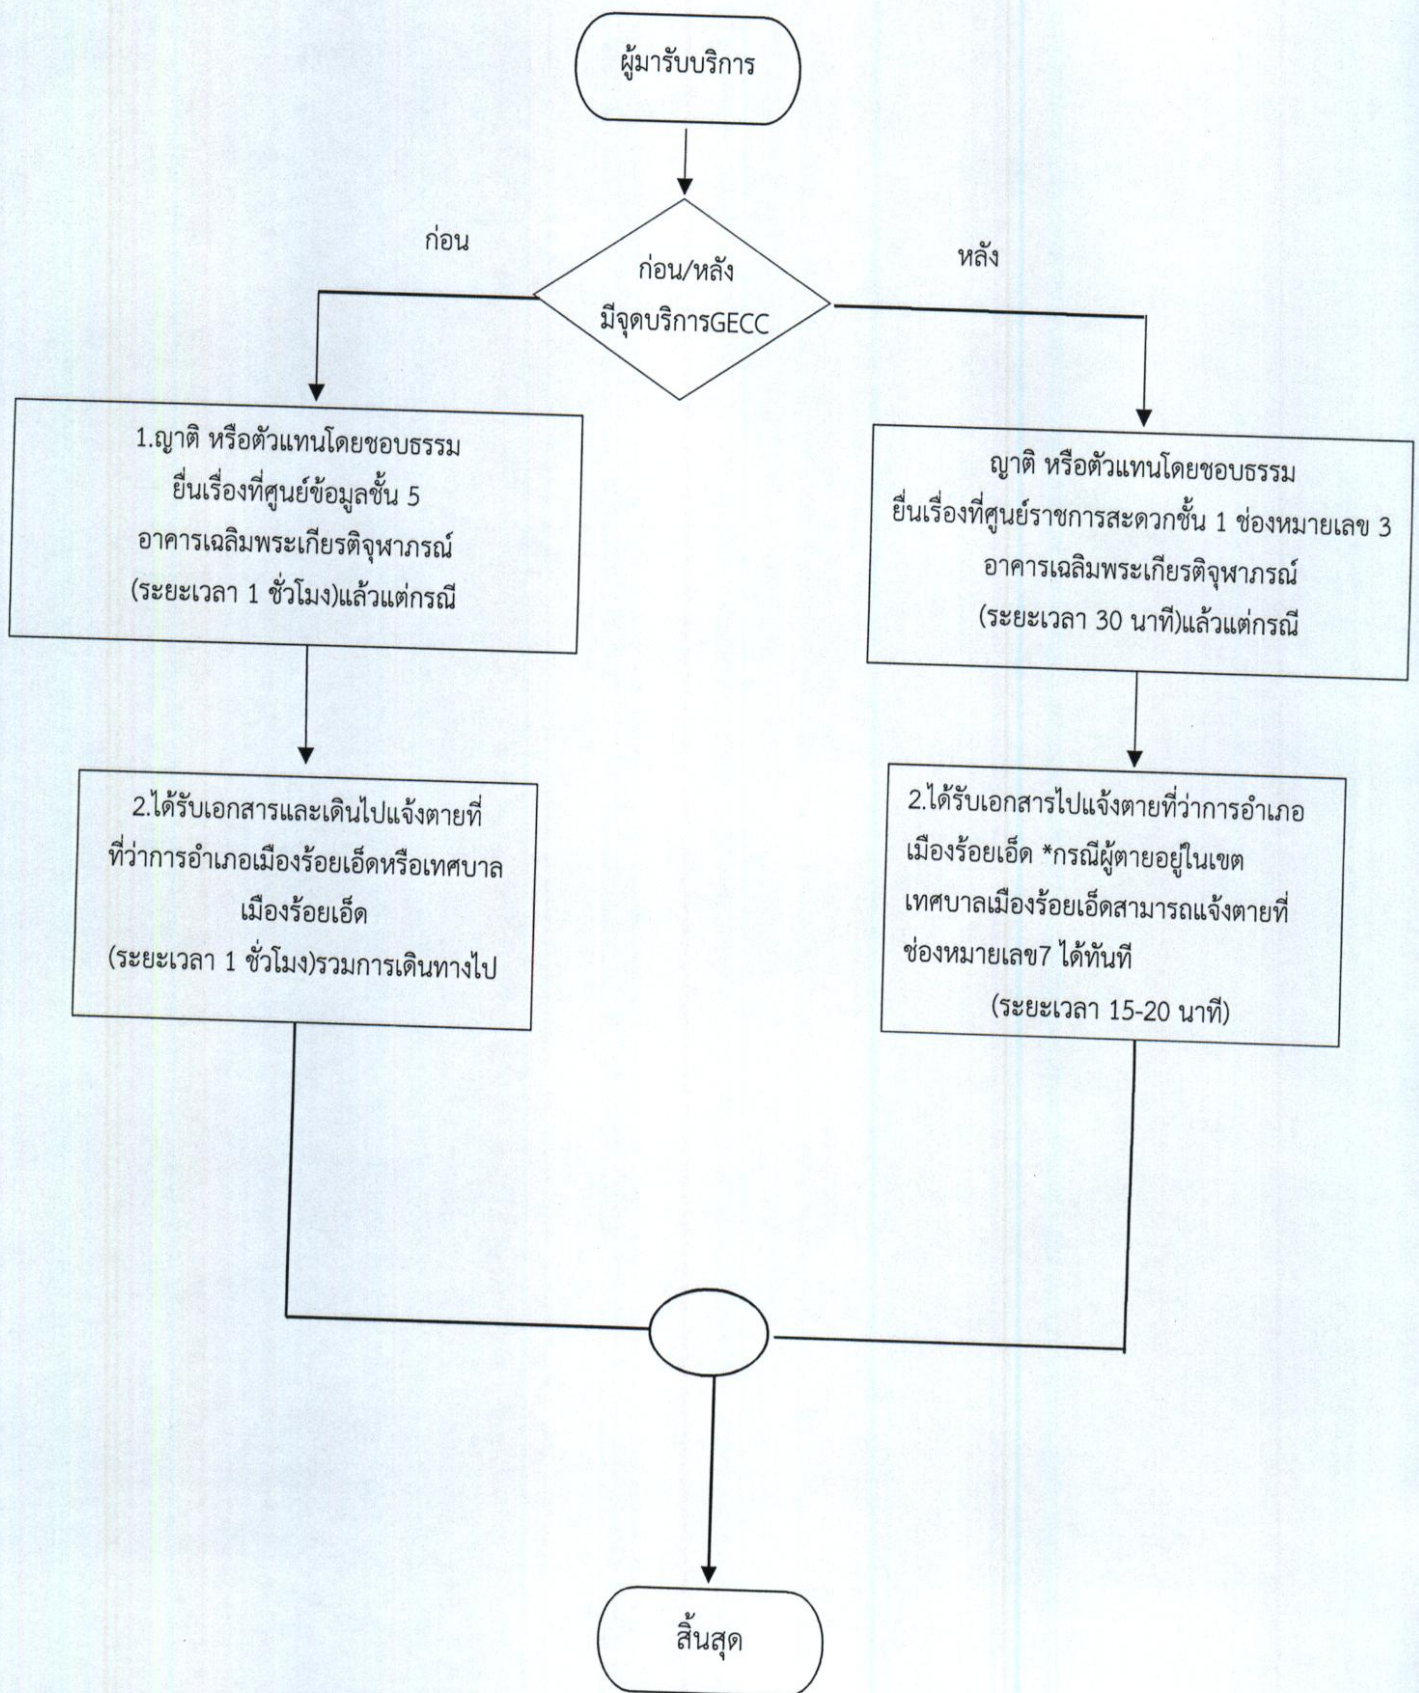 ผู้มารับบริการ
ก่อน
หลัง
ก่อน/หลัง
มีจุดบริการGECC
1.ญาติ หรือตัวแทนโดยชอบธรรม
ยื่นเรื่องที่ศูนย์ข้อมูลชั้น 5
อาคารเฉลิมพระเกียรติจุฬาภรณ์
(ระยะเวลา 1 ชั่วโมง)แล้วแต่กรณี
ญาติ หรือตัวแทนโดยชอบธรรม
ยื่นเรื่องที่ศูนย์ราชการสะดวกชั้น 1 ช่องหมายเลข 3
อาคารเฉลิมพระเกียรติจุฬาภรณ์
(ระยะเวลา 30 นาที)แล้วแต่กรณี
2.ได้รับเอกสารและเดินไปแจ้งตายที่
ที่ว่าการอำเภอเมืองร้อยเอ็ดหรือเทศบาล
เมืองร้อยเอ็ด
(ระยะเวลา 1 ชั่วโมง)รวมการเดินทางไป
2.ได้รับเอกสารไปแจ้งตายที่ว่าการอำเภอ
เมืองร้อยเอ็ด *กรณีผู้ตายอยู่ในเขต
เทศบาลเมืองร้อยเอ็ดสามารถแจ้งตายที่
ช่องหมายเลข7 ได้ทันที
(ระยะเวลา 15-20 นาที)
สิ้นสุด